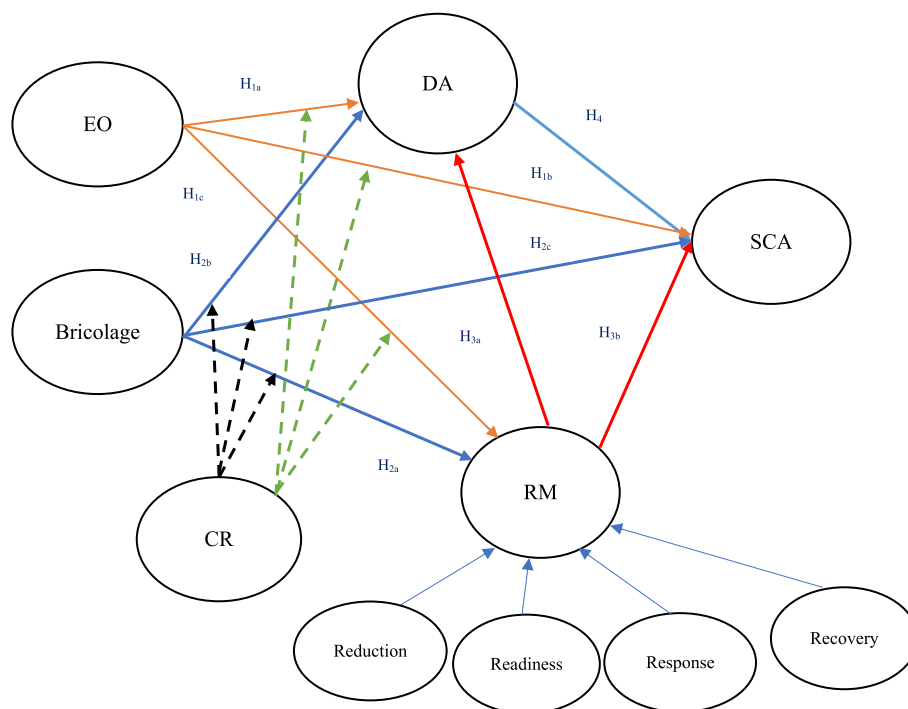 DA
H1a
EO
H4
H1b
H1c
SCA
H2c
H2b
Bricolage
H3a
H3b
H2a
RM
CR
Reduction
Readiness
Response
Recovery